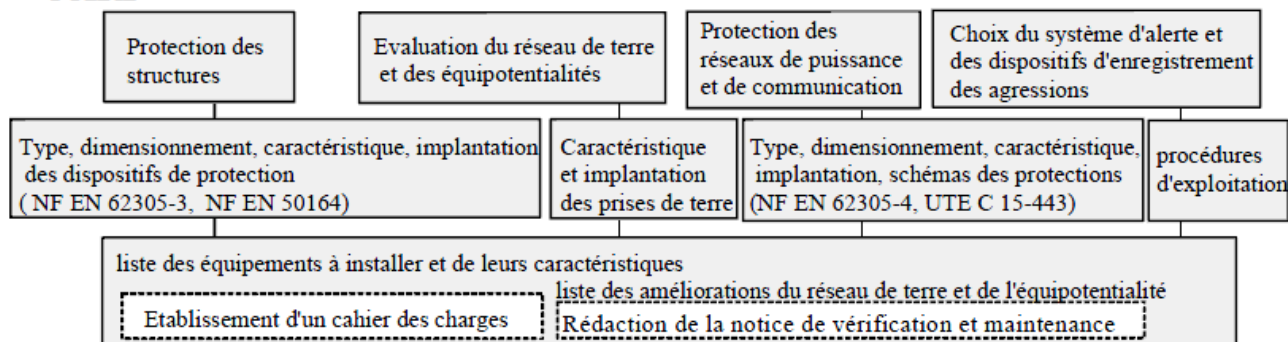 Protection des
structures
Evaluation du réseau de terre
et des équipotentialités
Protection des
réseaux de puissance
et de communication
Choix du système d'alerte et
des dispositifs d'enregistrement
des agressions
Type, dimensionnement, caractéristique, implantation
des dispositifs de protection
( NF EN 62305-3, NF EN 50164)
Caractéristique
et implantation
des prises de terre
Type, dimensionnement, caractéristique,
implantation, schémas des protections
(NF EN 62305-4, UTE C 15-443)
procédures
d'exploitation
liste des équipements à installer et de leurs caractéristiques
liste des améliorations du réseau de terre et de l'équipotentialité
Etablissement d'un cahier des charges
Rédaction de la notice de vérification et maintenance